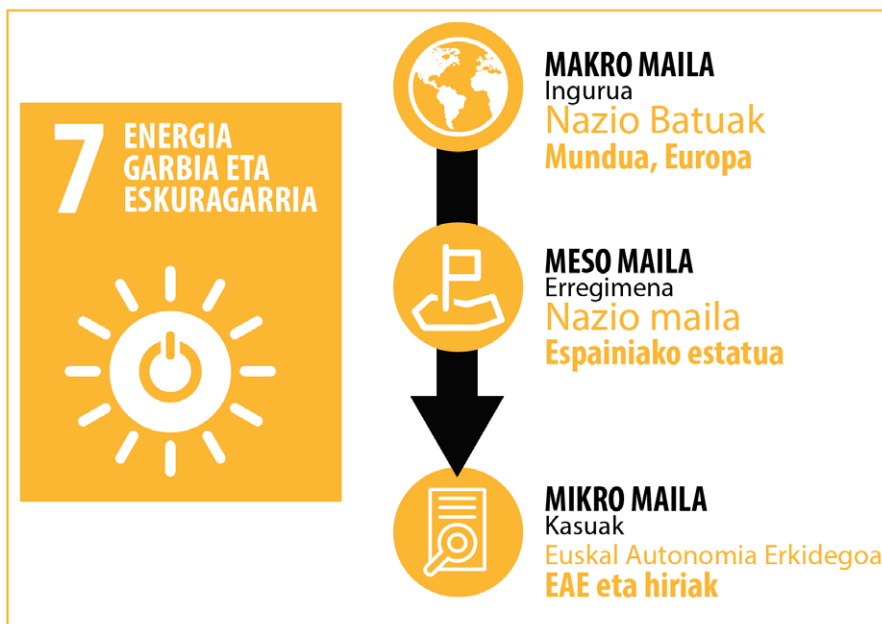 7 ENERGIA
GARBIA ETA
ESKURAGARRIA
MAKRO MAILA
Ingurua
Nazio Batuak
Mundua, Europa
MESO MAILA
Erregimena
Nazio maila
Espainiako estatua
MIKRO MAILA
Kasuak
Euskal Autonomia Erkidegoa
EAE eta hiriak